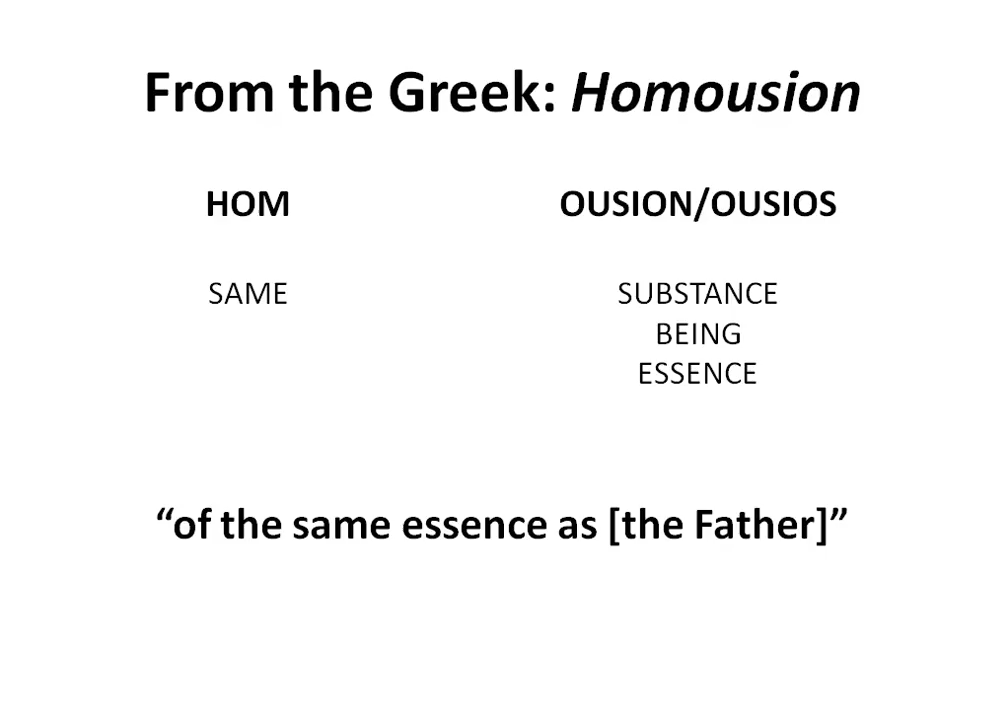 From the Greek: Homousion
HOM
OUSION/OUSIOS
SAME
SUBSTANCE
BEING
ESSENCE
“of the same essence as [the Father]”